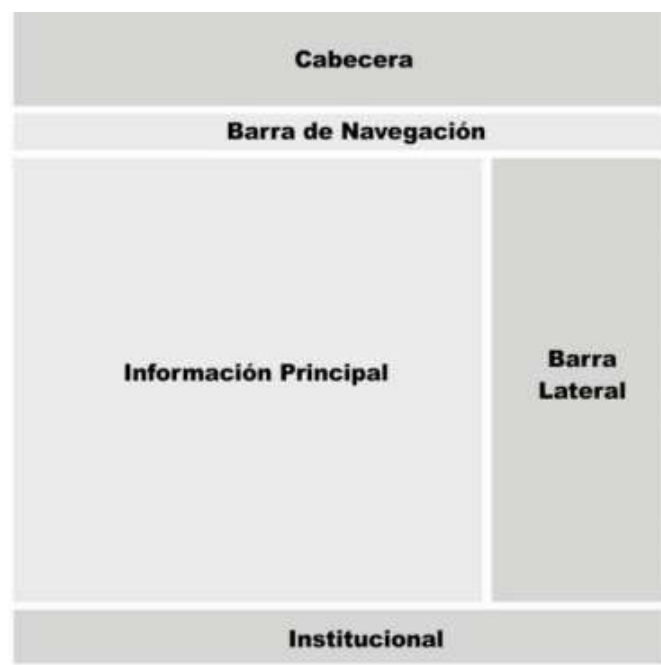 Cabecera
Barra de Navegación
Información Principal
Barra
Lateral
Institucional